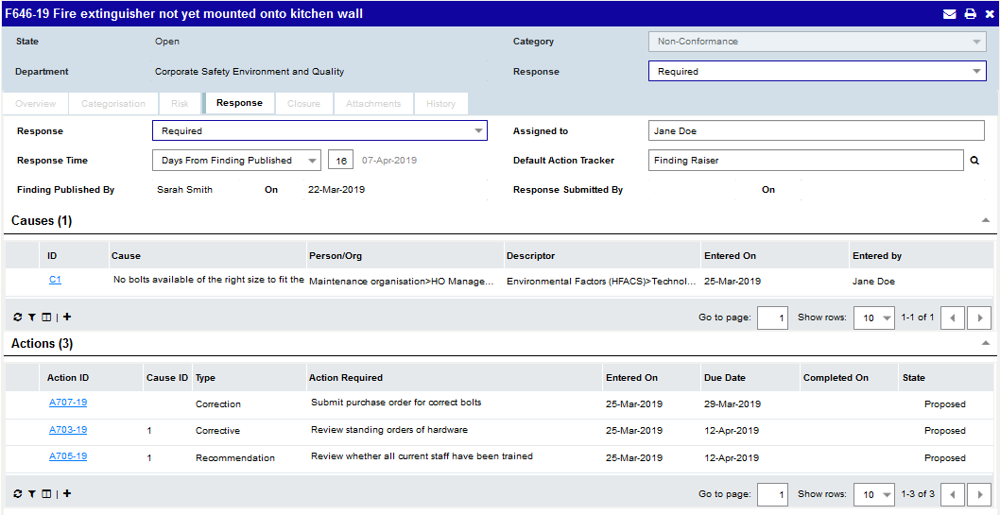 F646-19 Fire extinguisher not yet mounted onto kitchen wall
State Open Category Non-Conformance
Department Corporate Safety Environment and Quality Response Required
Overview Categorisation Risk Response Closure Attachments History
Response Required Assigned to Jane Doe
Response Time Days From Finding Published 16 07-Apr-2019 Default Action Tracker Finding Raiser
Finding Published By Sarah Smith On 22-Mar-2019 Response Submitted By On
Causes (1)
ID Cause Person/Org Descriptor Entered On Entered by
C1 No bolts available of the right size to fit the Maintenance organisation>HO Manage... Environmental Factors (HFACS)>Technol... 25-Mar-2019 Jane Doe
Go to page: 1 Show rows: 10 1-1 of 1
Actions (3)
Action ID Cause ID Type Action Required Entered On Due Date Completed On State
A707-19 Correction Submit purchase order for correct bolts 25-Mar-2019 29-Mar-2019 Proposed
A703-19 1 Corrective Review standing orders of hardware 25-Mar-2019 12-Apr-2019 Proposed
A705-19 1 Recommendation Review whether all current staff have been trained 25-Mar-2019 12-Apr-2019 Proposed
Go to page: 1 Show rows: 10 1-3 of 3